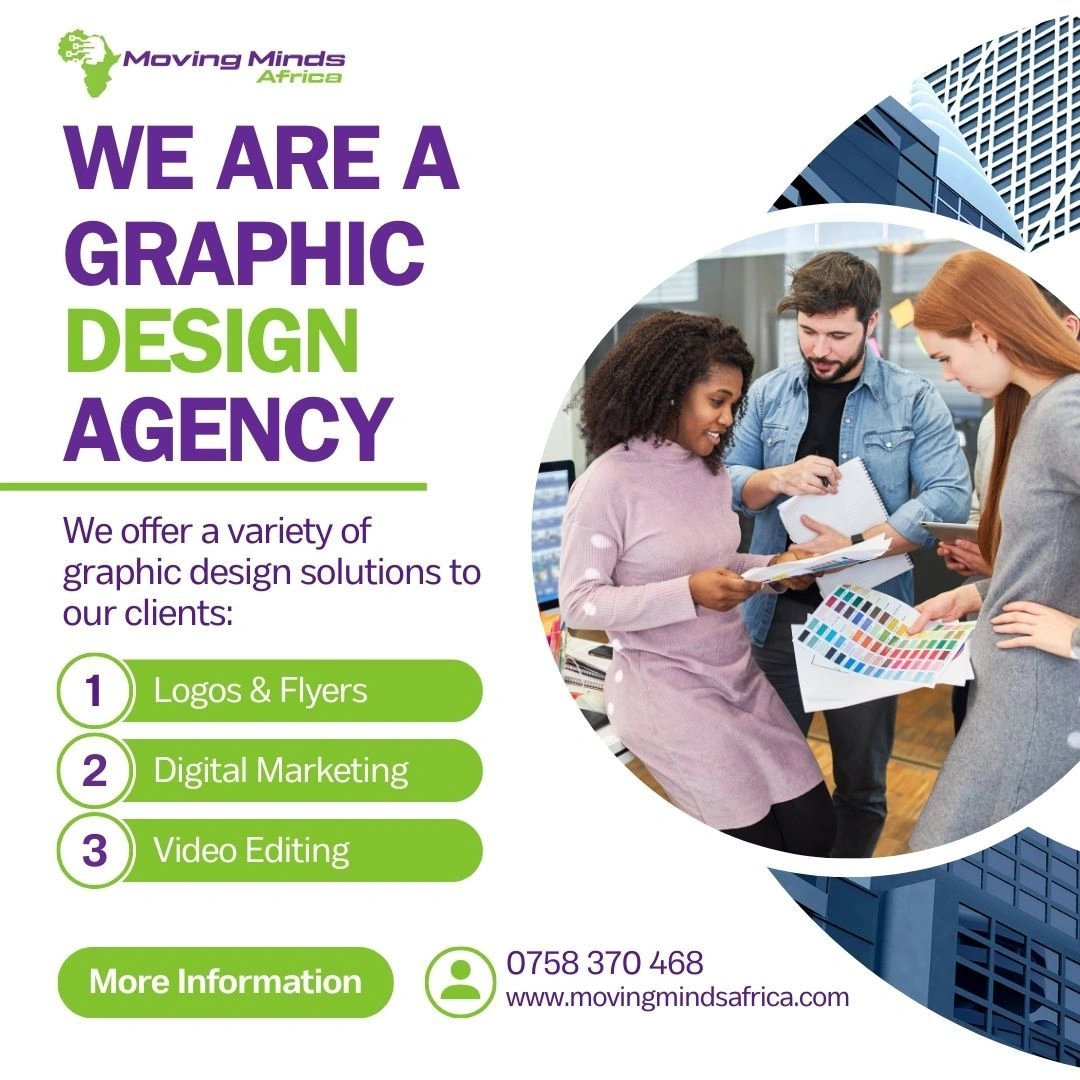 Moving Minds
Africa
WE ARE A
GRAPHIC
DESIGN
AGENCY
We offer a variety of
graphic design solutions to
our clients:
1 Logos & Flyers
2 Digital Marketing
3 Video Editing
More Information
0758 370 468
www.movingmindsafrica.com